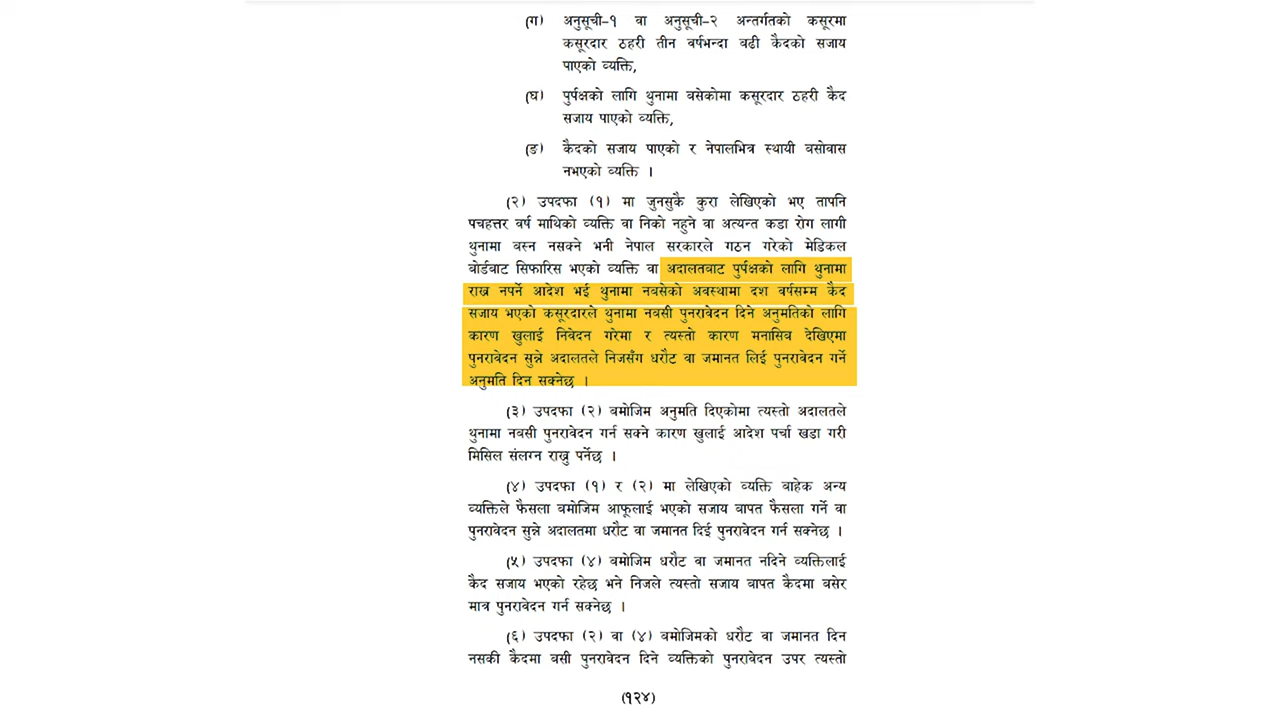 (ग) अनुसूची-१ वा अनुसूची-२ अन्तर्गतको कसूरमा
कसूरदार ठहरी तीन वर्षभन्दा बढी कैदको सजाय
पाएको व्यक्ति,
(घ) पुर्पक्षको लागि थुनामा बसेकोमा कसूरदार ठहरी कैद
सजाय पाएको व्यक्ति,
(ङ) कैदको सजाय पाएको र नेपालभित्र स्थायी बसोवास
नभएको व्यक्ति ।
(२) उपदफा (१) मा जुनसुकै कुरा लेखिएको भए तापनि
पचहत्तर वर्ष माथिको व्यक्ति वा निको नहुने वा अत्यन्त कडा रोग लागी
थुनामा बस्न नसक्ने भनी नेपाल सरकारले गठन गरेको मेडिकल
बोर्डबाट सिफारिस भएको व्यक्ति वा अदालतबाट पुर्पक्षको लागि थुनामा
राख्न नपर्ने आदेश भई थुनामा नबसेको अवस्थामा दश वर्षसम्म कैद
सजाय भएको कसूरदारले थुनामा नबसी पुनरावेदन दिने अनुमतिको लागि
कारण खुलाई निवेदन गरेमा र त्यस्तो कारण मनासिब देखिएमा
पुनरावेदन सुन्ने अदालतले निजसँग धरौट वा जमानत लिई पुनरावेदन गर्ने
अनुमति दिन सक्नेछ ।
(३) उपदफा (२) बमोजिम अनुमति दिएकोमा त्यस्तो अदालतले
थुनामा नबसी पुनरावेदन गर्न सक्ने कारण खुलाई आदेश पर्चा खडा गरी
मिसिल संलग्न राख्नु पर्नेछ ।
(४) उपदफा (१) र (२) मा लेखिएको व्यक्ति बाहेक अन्य
व्यक्तिले फैसला बमोजिम आफूलाई भएको सजाय बापत फैसला गर्ने वा
पुनरावेदन सुन्ने अदालतमा धरौट वा जमानत दिई पुनरावेदन गर्न सक्नेछ ।
(५) उपदफा (४) बमोजिम धरौट वा जमानत नदिने व्यक्तिलाई
कैद सजाय भएको रहेछ भने निजले त्यस्तो सजाय बापत कैदमा बसेर
मात्र पुनरावेदन गर्न सक्नेछ ।
(६) उपदफा (२) वा (४) बमोजिमको धरौट वा जमानत दिन
नसकी कैदमा बसी पुनरावेदन दिने व्यक्तिको पुनरावेदन उपर त्यस्तो
(१२४)